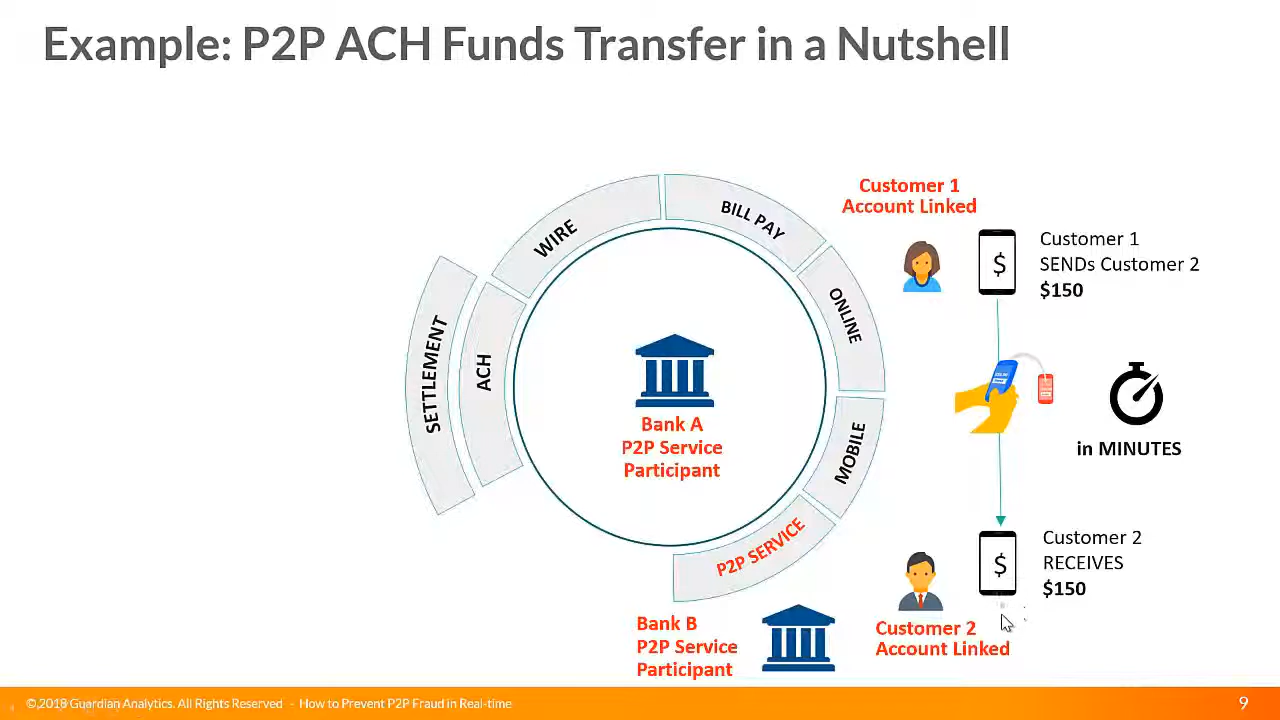 Example: P2P ACH Funds Transfer in a Nutshell
SETTLEMENT
ACH
WIRE
BILL PAY
ONLINE
MOBILE
P2P SERVICE
Bank A
P2P Service
Participant
Customer 1
Account Linked
$
Customer 1
SENDs Customer 2
$150
in MINUTES
$
Customer 2
RECEIVES
$150
Customer 2
Account Linked
Bank B
P2P Service
Participant
©2018 Guardian Analytics. All Rights Reserved - How to Prevent P2P Fraud in Real-time
9